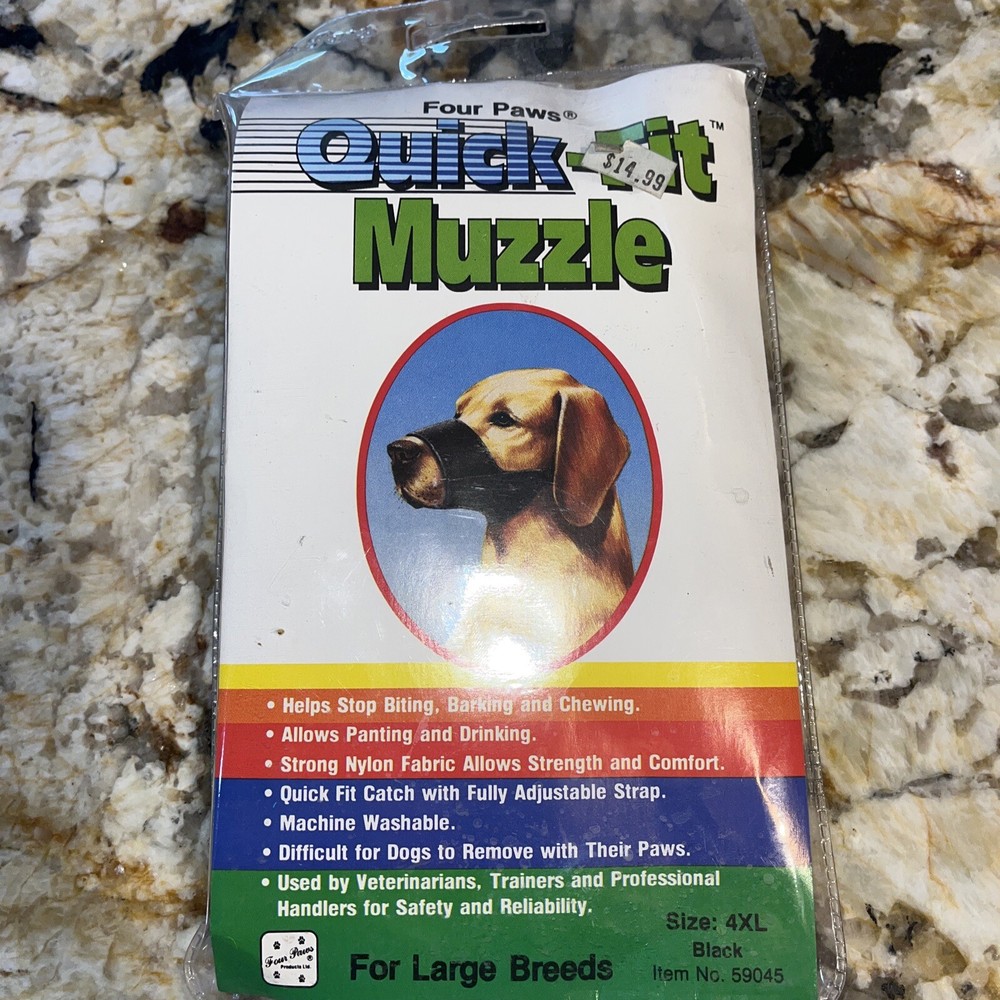 Four Paws®
Quick-Fit™
$14.99
Muzzle
• Helps Stop Biting, Barking and Chewing.
• Allows Panting and Drinking.
• Strong Nylon Fabric Allows Strength and Comfort.
• Quick Fit Catch with Fully Adjustable Strap.
• Machine Washable.
• Difficult for Dogs to Remove with Their Paws.
• Used by Veterinarians, Trainers and Professional
Handlers for Safety and Reliability.
Size: 4XL
Black
Item No. 59045
Four Paws®
Products Ltd.
For Large Breeds